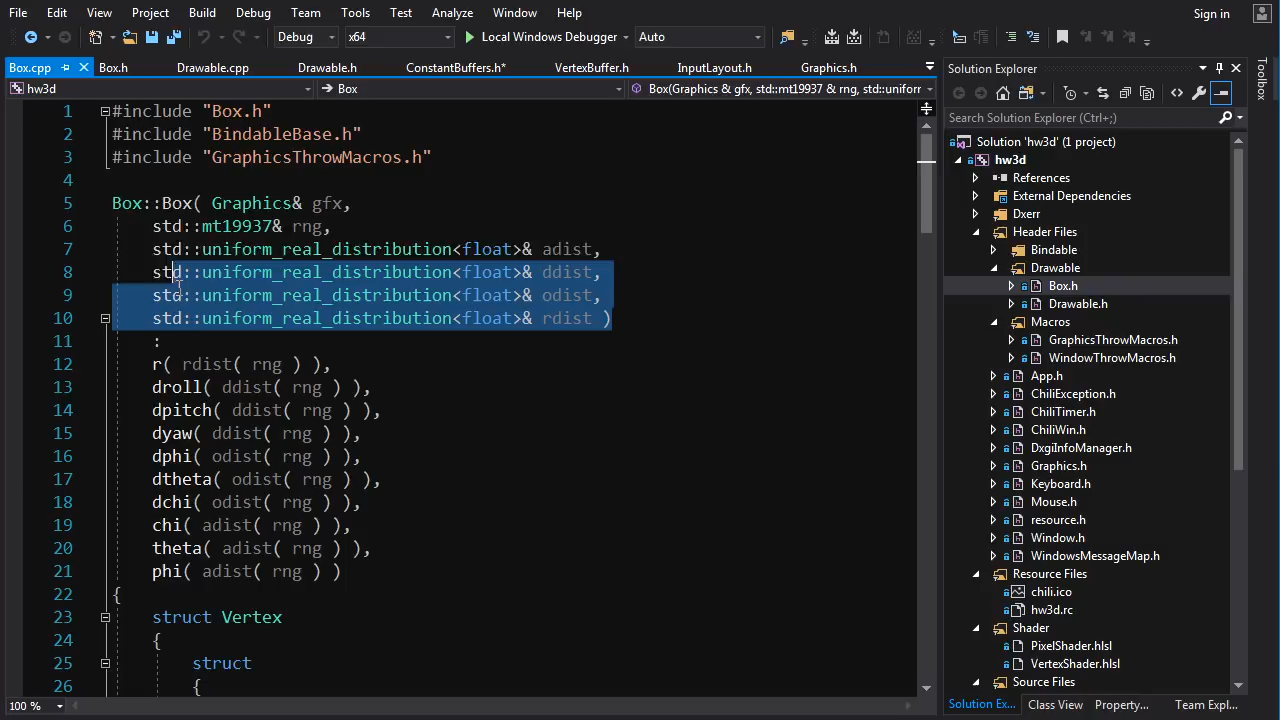 File Edit View Project Build Debug Team Tools Test Analyze Window Help Sign in
Debug x64 Local Windows Debugger Auto
Box.cpp Box.h Drawable.cpp Drawable.h ConstantBuffers.h* VertexBuffer.h InputLayout.h Graphics.h
hw3d Box Box(Graphics & gfx, std::mt19937 & rng, std::uniforn
1 #include "Box.h"
2 #include "BindableBase.h"
3 #include "GraphicsThrowMacros.h"
4
5 Box::Box( Graphics& gfx,
6 std::mt19937& rng,
7 std::uniform_real_distribution<float>& adist,
8 std::uniform_real_distribution<float>& ddist,
9 std::uniform_real_distribution<float>& odist,
10 std::uniform_real_distribution<float>& rdist )
11 :
12 r( rdist( rng ) ),
13 droll( ddist( rng ) ),
14 dpitch( ddist( rng ) ),
15 dyaw( ddist( rng ) ),
16 dphi( odist( rng ) ),
17 dtheta( odist( rng ) ),
18 dchi( odist( rng ) ),
19 chi( adist( rng ) ),
20 theta( adist( rng ) ),
21 phi( adist( rng ) )
22 {
23 struct Vertex
24 {
25 struct
26 {
100 %
Solution Explorer
Search Solution Explorer (Ctrl+;)
Solution 'hw3d' (1 project)
hw3d
References
External Dependencies
Dxerr
Header Files
Bindable
Drawable
Box.h
Drawable.h
Macros
GraphicsThrowMacros.h
WindowThrowMacros.h
App.h
ChiliException.h
ChiliTimer.h
ChiliWin.h
DxgiInfoManager.h
Graphics.h
Keyboard.h
Mouse.h
resource.h
Window.h
WindowsMessageMap.h
Resource Files
chili.ico
hw3d.rc
Shader
PixelShader.hlsl
VertexShader.hlsl
Source Files
Solution Ex... Class View Property... Team Expl...
Toolbox